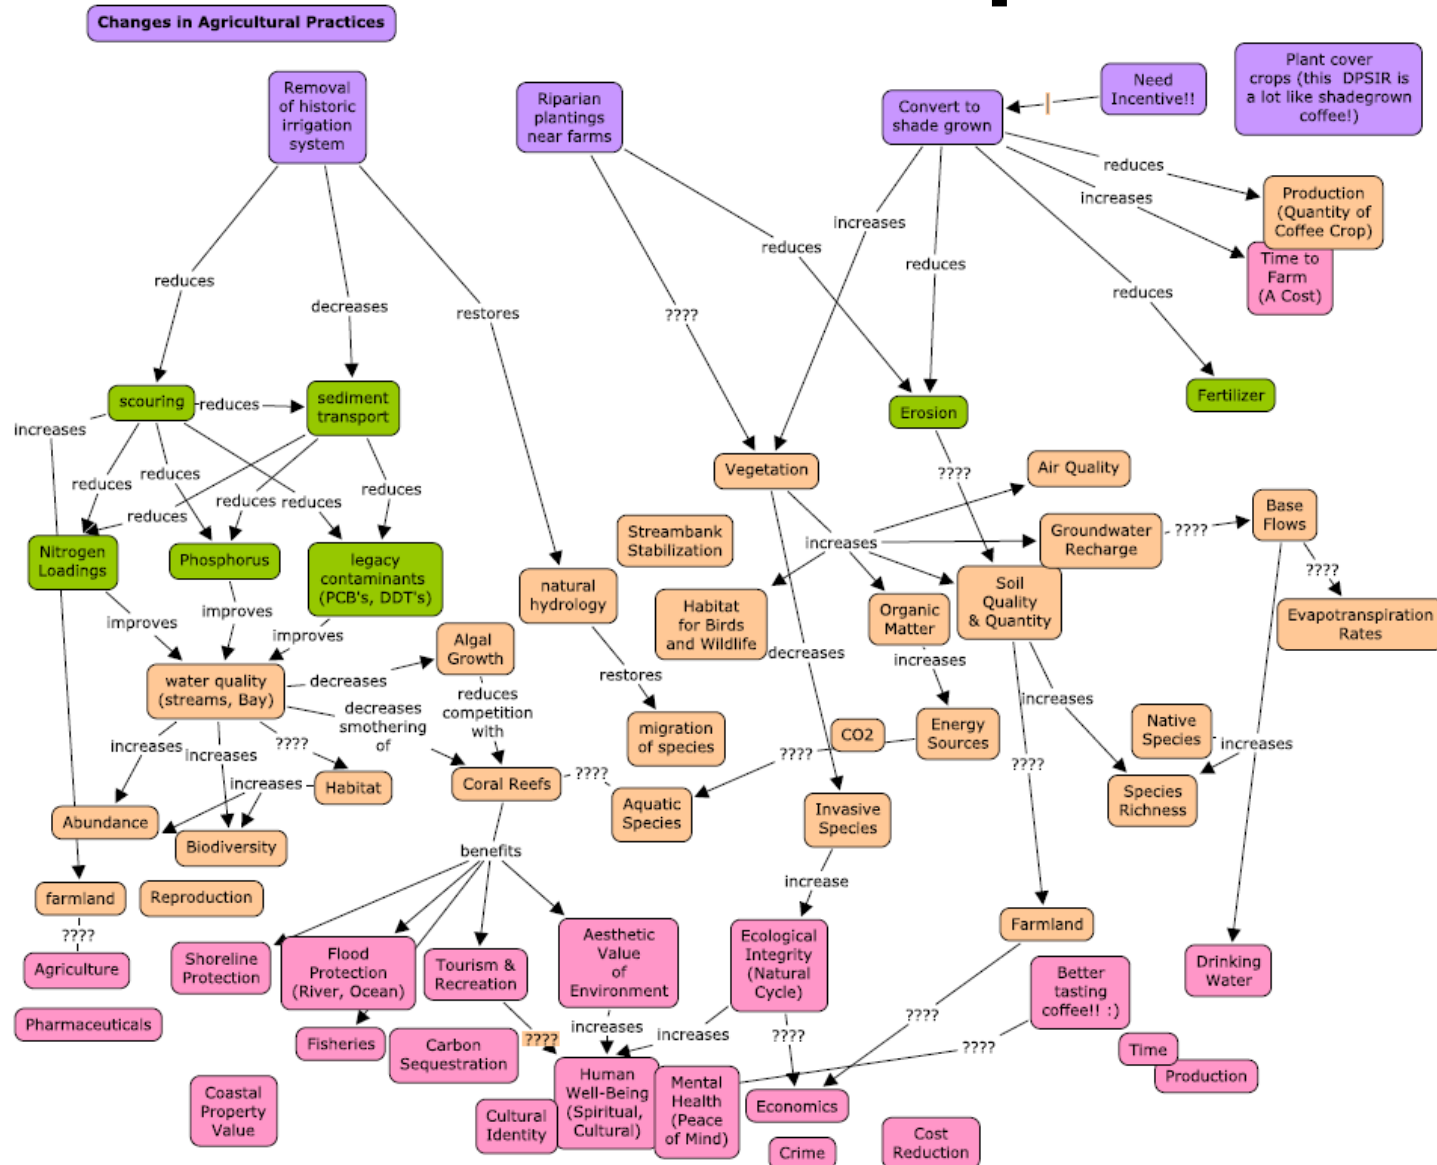 Changes in Agricultural Practices
Removal
of historic
irrigation
system
Riparian
plantings
near farms
Convert to
shade grown
Need
Incentive!!
Plant cover
crops (this DPSIR is
a lot like shadegrown
coffee!)
reduces
increases
Production
(Quantity of
Coffee Crop)
Time to
Farm
(A Cost)
increases
reduces
reduces
reduces
reduces
decreases
restores
????
scouring
reduces
sediment
transport
Erosion
Fertilizer
increases
reduces
reduces
reduces
reduces
reduces
reduces
Vegetation
????
Air Quality
Base
Flows
Streambank
Stabilization
increases
Groundwater
Recharge
????
Nitrogen
Loadings
Phosphorus
legacy
contaminants
(PCB's, DDT's)
natural
hydrology
Habitat
for Birds
and Wildlife
Organic
Matter
Soil
Quality
& Quantity
????
Evapotranspiration
Rates
improves
improves
improves
Algal
Growth
decreases
increases
restores
water quality
(streams, Bay)
decreases
decreases
smothering
of
reduces
competition
with
migration
of species
CO2
Energy
Sources
increases
Native
Species
increases
increases
increases
????
????
????
increases
Habitat
Coral Reefs
????
Aquatic
Species
Invasive
Species
Species
Richness
Abundance
Biodiversity
benefits
increase
farmland
Reproduction
Farmland
????
Agriculture
Shoreline
Protection
Flood
Protection
(River, Ocean)
Tourism &
Recreation
Aesthetic
Value
of
Environment
Ecological
Integrity
(Natural
Cycle)
Better
tasting
coffee!! :)
Drinking
Water
Pharmaceuticals
Fisheries
Carbon
Sequestration
????
increases
increases
????
????
????
Time
Production
Coastal
Property
Value
Cultural
Identity
Human
Well-Being
(Spiritual,
Cultural)
Mental
Health
(Peace
of Mind)
Economics
Crime
Cost
Reduction